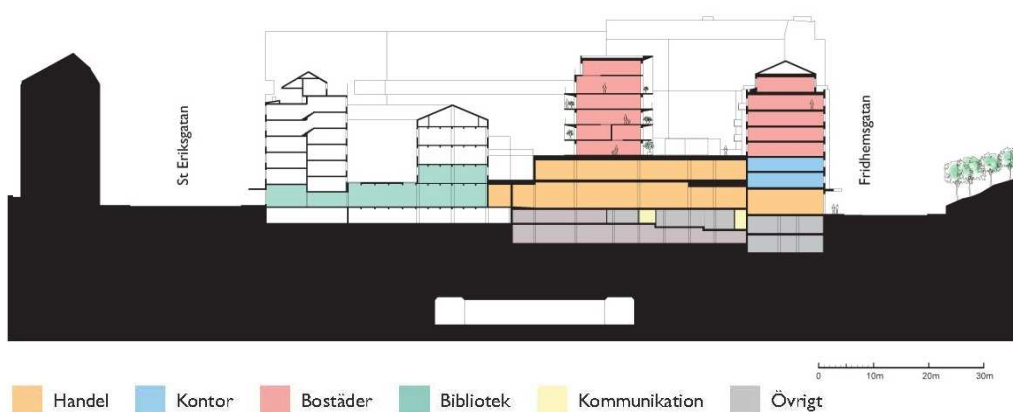 St Eriksgatan
Fridhemsgatan
0 10m 20m 30m
Handel
Kontor
Bostäder
Bibliotek
Kommunikation
Övrigt